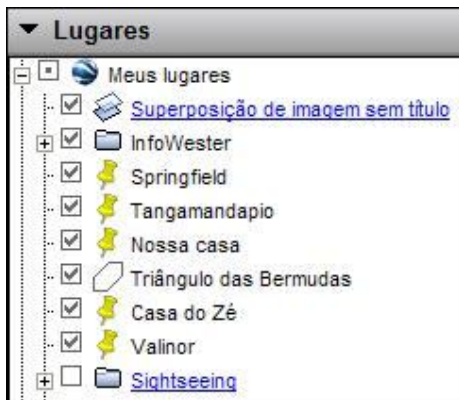 Lugares
Meus lugares
Superposição de imagem sem título
InfoWester
Springfield
Tangamandapio
Nossa casa
Triângulo das Bermudas
Casa do Zé
Valinor
Sightseeing